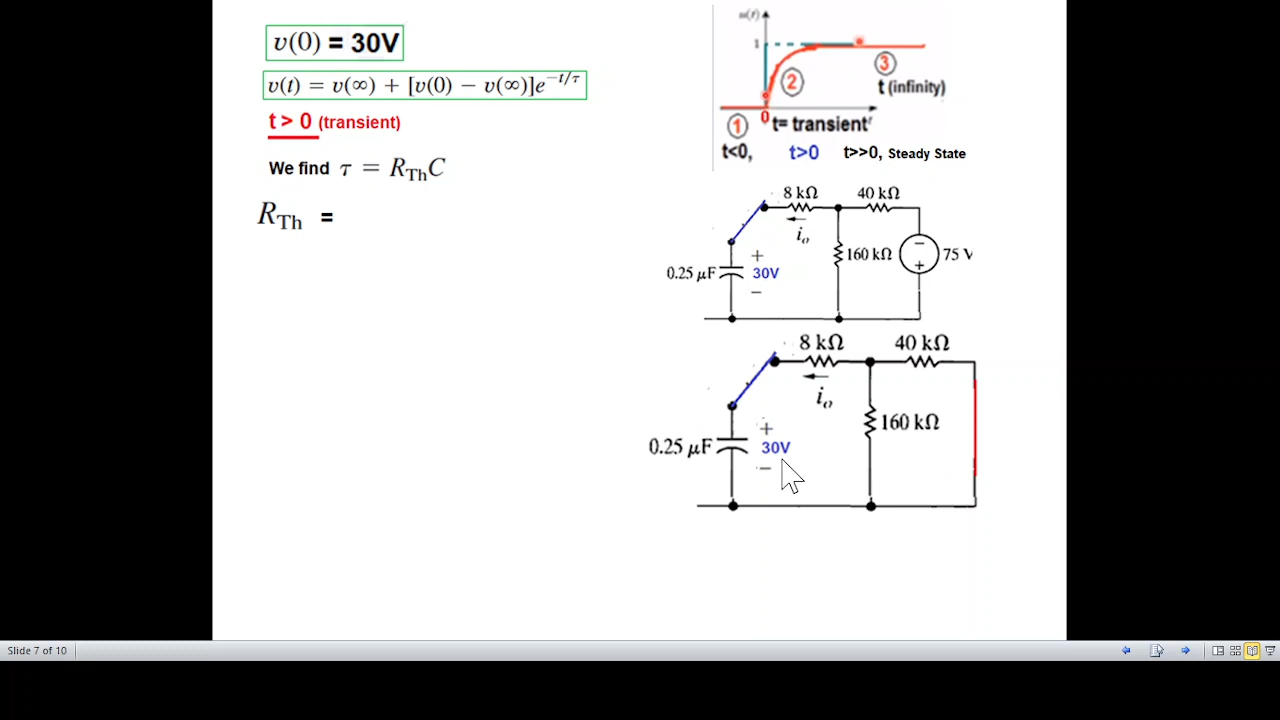 v(0) = 30V
v(t) = v(∞) + [v(0) − v(∞)]e^{−t/τ}
t > 0 (transient)
We find τ = R_Th C
R_Th =
u(t)
1
2
3
t (infinity)
1
0
t= transient
t<0, t>0 t>>0, Steady State
8 kΩ 40 kΩ
i_o
+
160 kΩ
−
+
75 V
0.25 μF
30V
−
8 kΩ 40 kΩ
i_o
160 kΩ
+
0.25 μF 30V
−
Slide 7 of 10